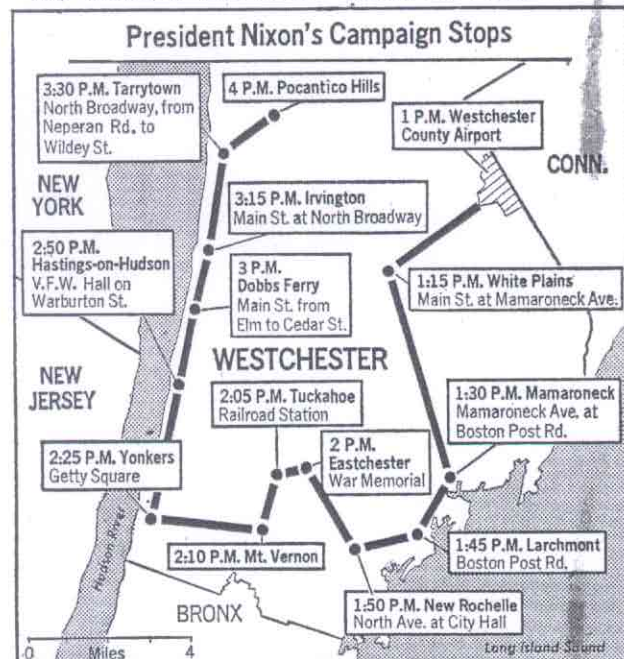 President Nixon's Campaign Stops
3:30 P.M. Tarrytown
North Broadway, from
Neperan Rd. to
Wildey St.
4 P.M. Pocantico Hills
1 P.M. Westchester
County Airport
CONN.
NEW
YORK
3:15 P.M. Irvington
Main St. at North Broadway
2:50 P.M.
Hastings-on-Hudson
V.F.W. Hall on
Warburton St.
3 P.M.
Dobbs Ferry
Main St. from
Elm to Cedar St.
1:15 P.M. White Plains
Main St. at Mamaroneck Ave.
WESTCHESTER
NEW
JERSEY
2:05 P.M. Tuckahoe
Railroad Station
1:30 P.M. Mamaroneck
Mamaroneck Ave. at
Boston Post Rd.
2:25 P.M. Yonkers
Getty Square
2 P.M.
Eastchester
War Memorial
Hudson River
2:10 P.M. Mt. Vernon
1:45 P.M. Larchmont
Boston Post Rd.
BRONX
1:50 P.M. New Rochelle
North Ave. at City Hall
0 Miles 4
Long Island Sound